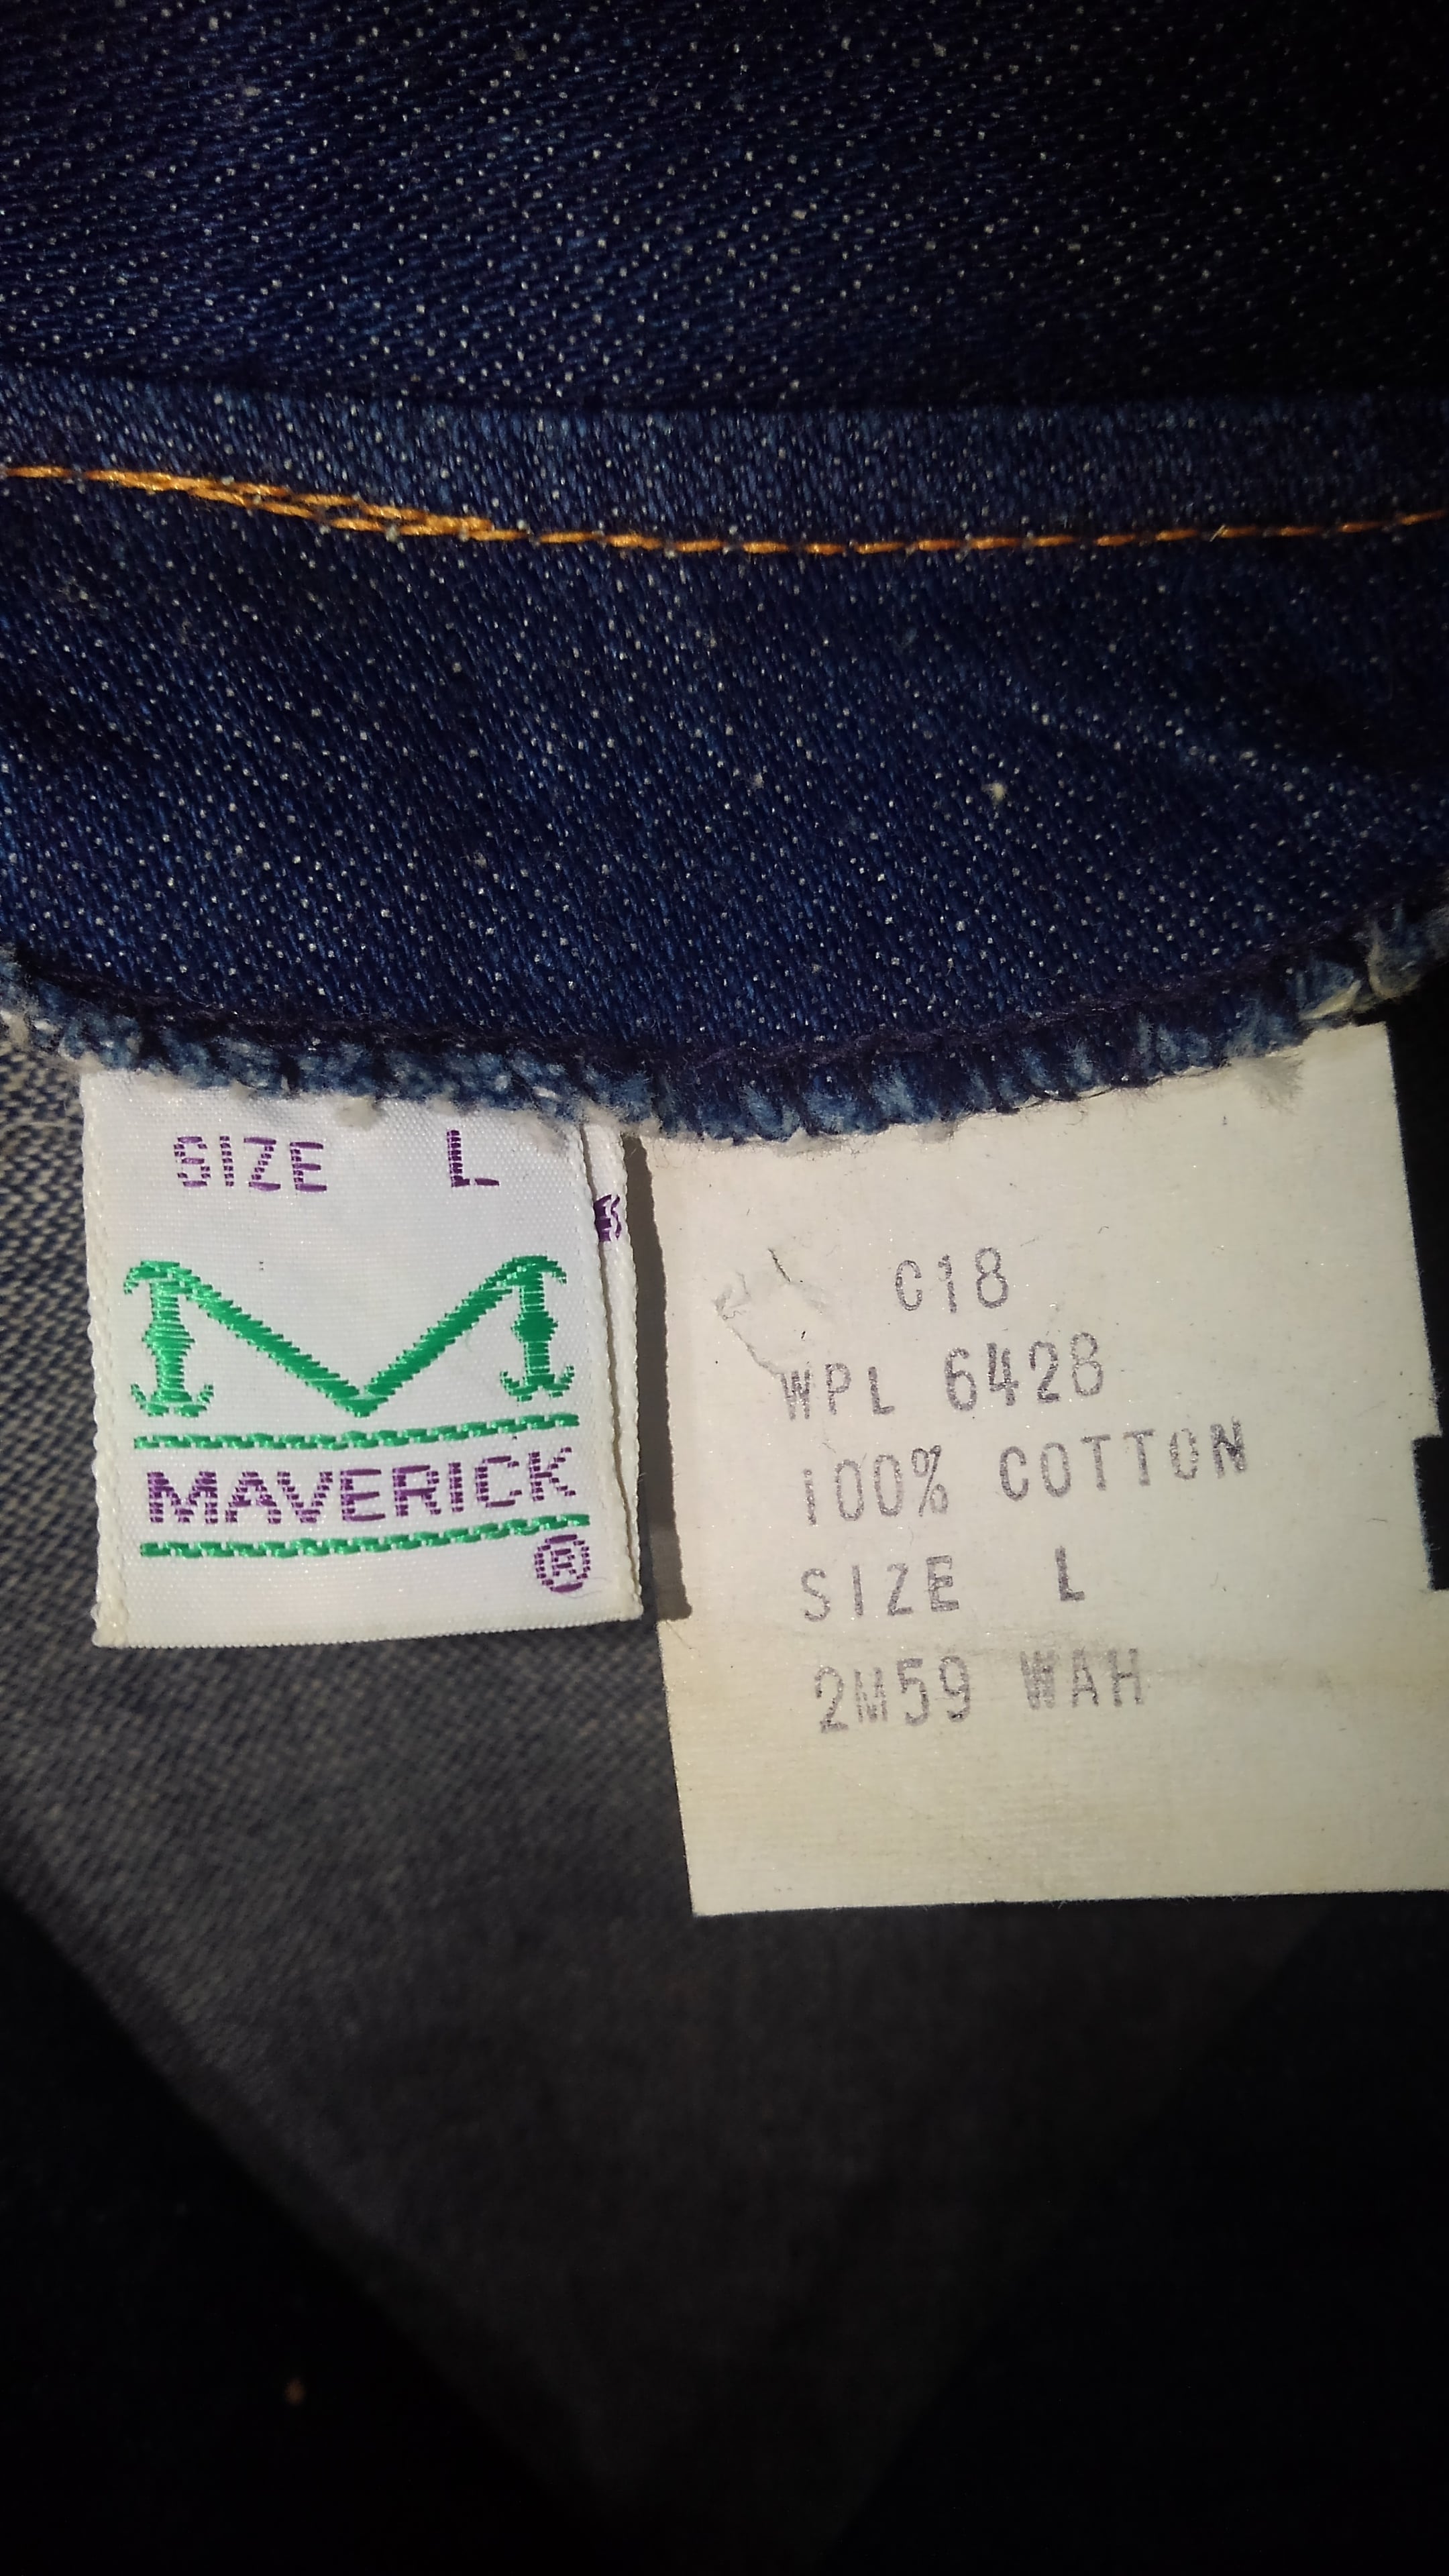 SIZE L
M
MAVERICK
®
C18
WPL 6428
100% COTTON
SIZE L
2M59 WAH